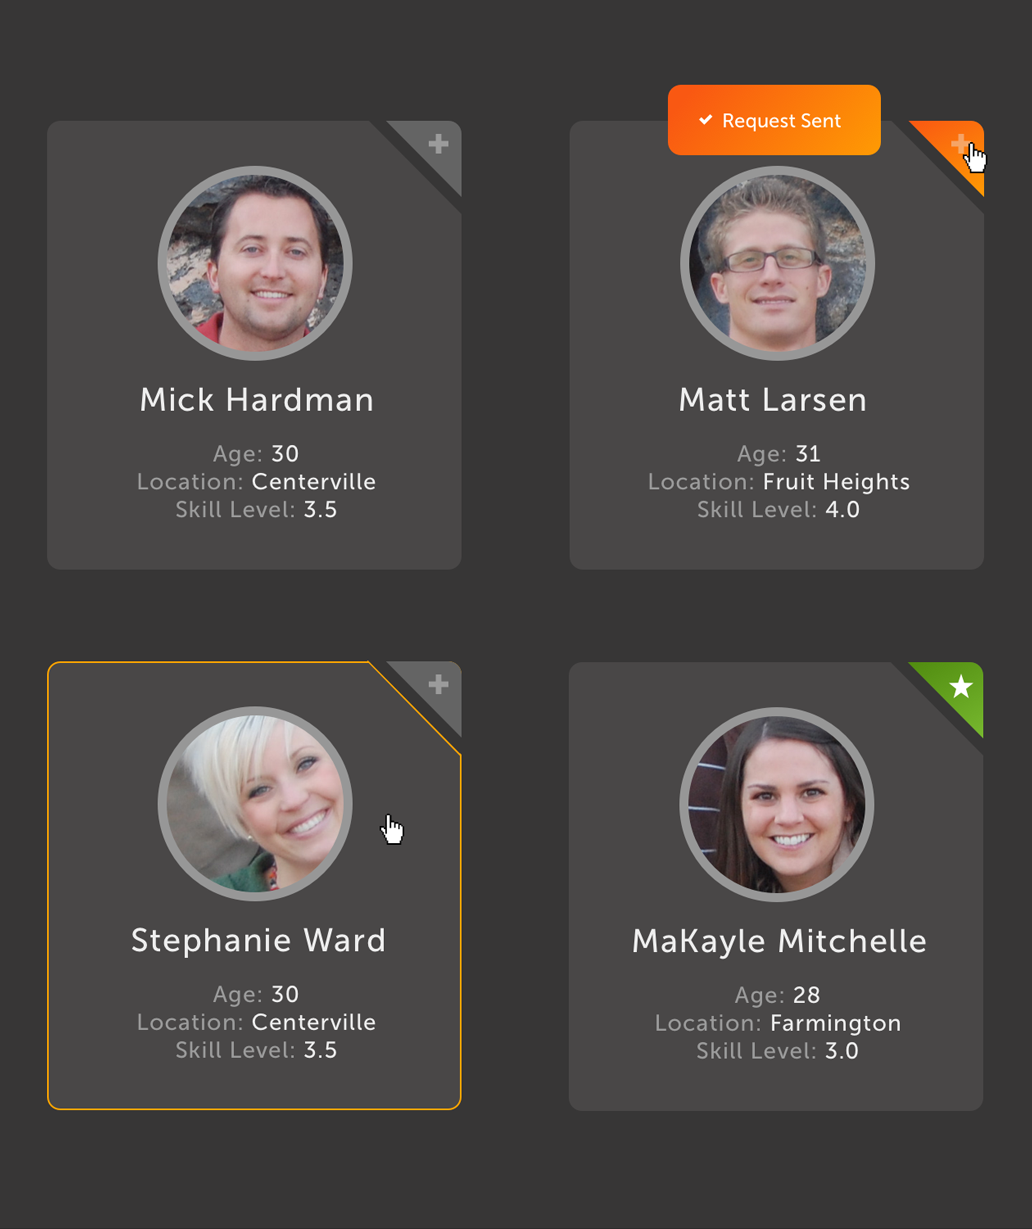 Request Sent
Mick Hardman
Age: 30
Location: Centerville
Skill Level: 3.5
Matt Larsen
Age: 31
Location: Fruit Heights
Skill Level: 4.0
Stephanie Ward
Age: 30
Location: Centerville
Skill Level: 3.5
MaKayle Mitchelle
Age: 28
Location: Farmington
Skill Level: 3.0